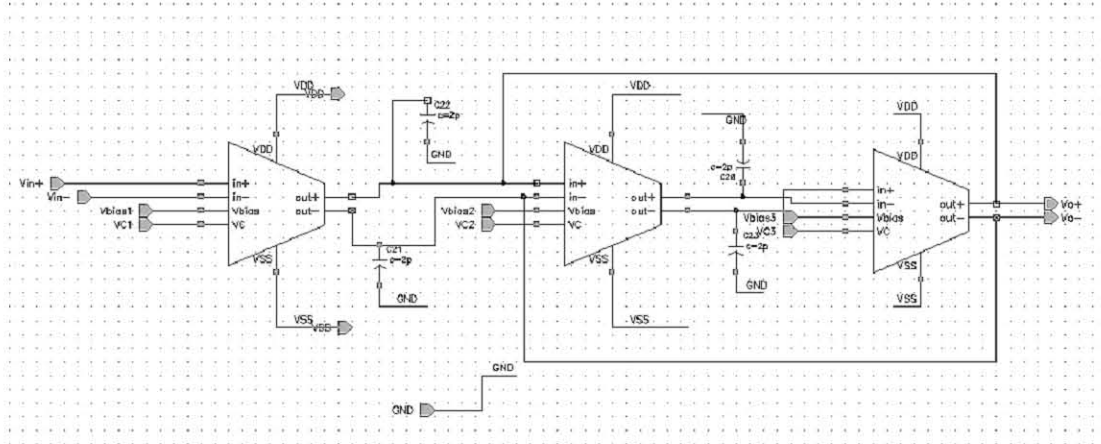 VDD
VDD
C22
c=2p
GND
VDD
in+
in-
Vbias
VC
out+
out-
VSS
Vin+
Vin-
Vbias1
VC1
VSS
VSS
C21
c=2p
GND
GND
GND
VDD
VDD
in+
in-
Vbias
VC
out+
out-
VSS
Vbias2
VC2
VSS
GND
c=2p
C20
c=2p
GND
VDD
VDD
in+
in-
Vbias
VC
out+
out-
VSS
Vbias3
VC3
VSS
Vo+
Vo-